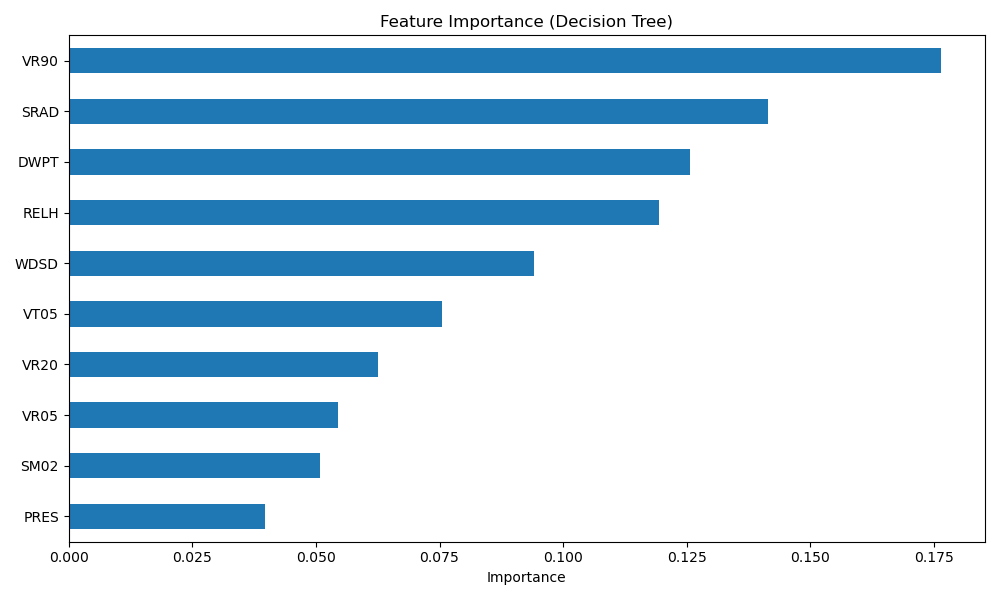 Feature Importance (Decision Tree)
VR90
SRAD
DWPT
RELH
WDSD
VT05
VR20
VR05
SM02
PRES
0.000 0.025 0.050 0.075 0.100 0.125 0.150 0.175
Importance